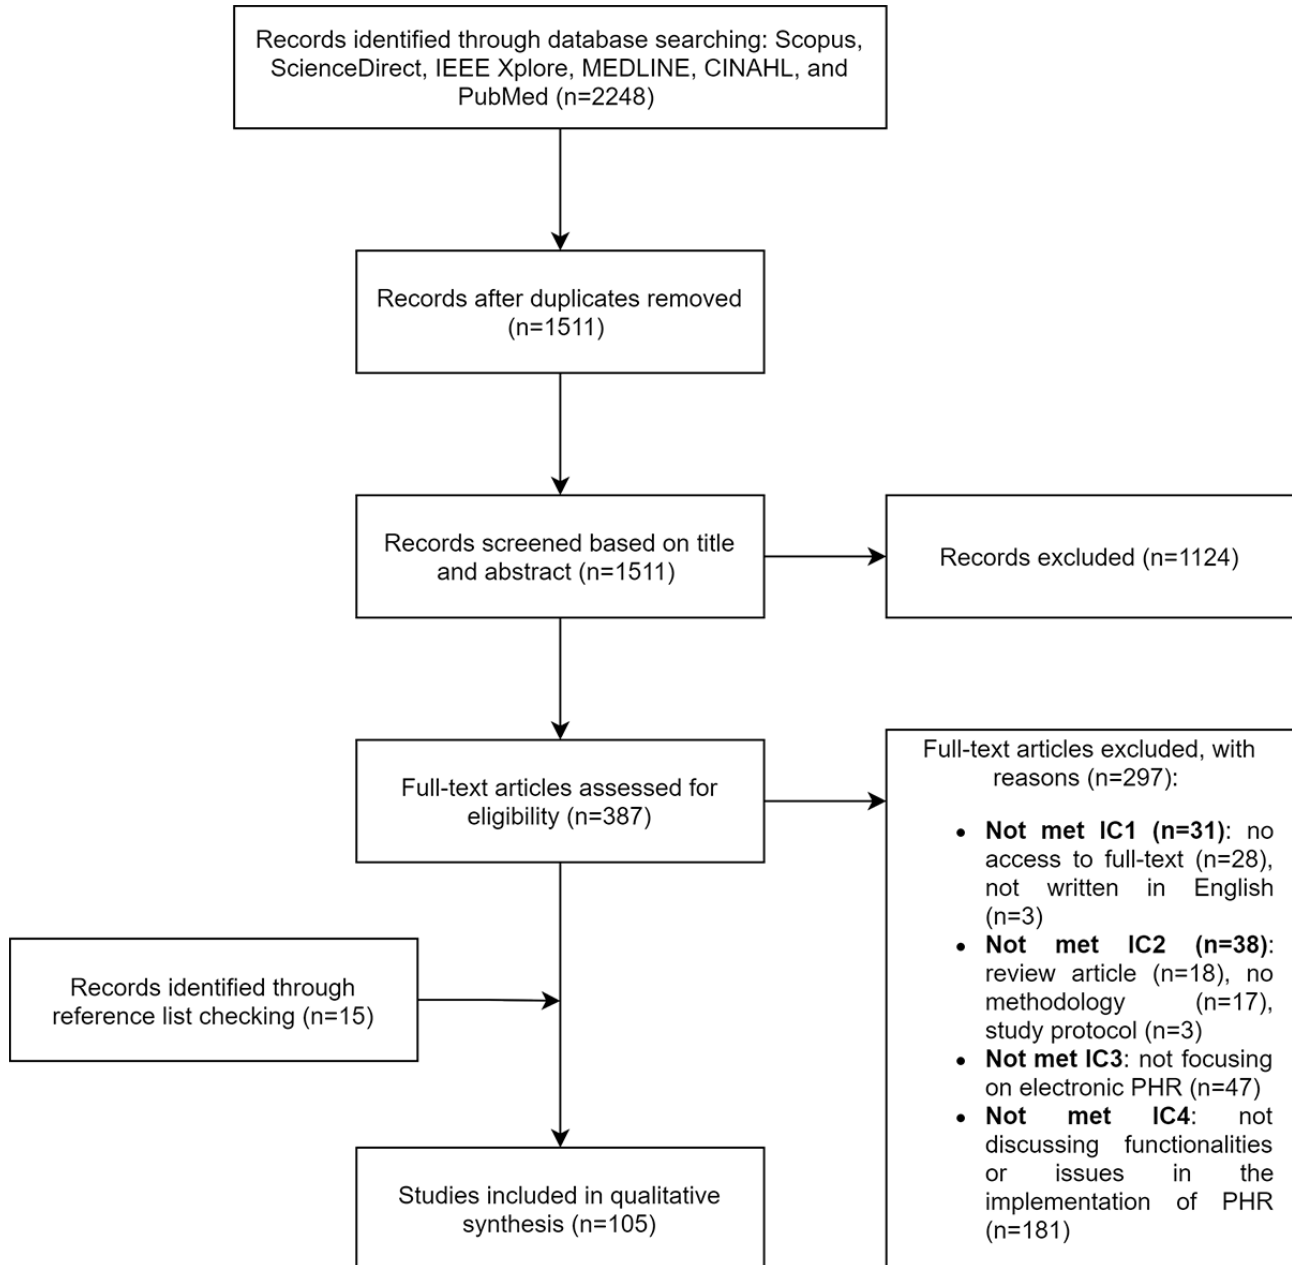 Records identified through database searching: Scopus,
ScienceDirect, IEEE Xplore, MEDLINE, CINAHL, and
PubMed (n=2248)
Records after duplicates removed
(n=1511)
Records screened based on title
and abstract (n=1511)
Records excluded (n=1124)
Full-text articles assessed for
eligibility (n=387)
Full-text articles excluded, with
reasons (n=297):
• Not met IC1 (n=31): no
access to full-text (n=28),
not written in English
(n=3)
• Not met IC2 (n=38):
review article (n=18), no
methodology (n=17),
study protocol (n=3)
• Not met IC3: not focusing
on electronic PHR (n=47)
• Not met IC4: not
discussing functionalities
or issues in the
implementation of PHR
(n=181)
Records identified through
reference list checking (n=15)
Studies included in qualitative
synthesis (n=105)